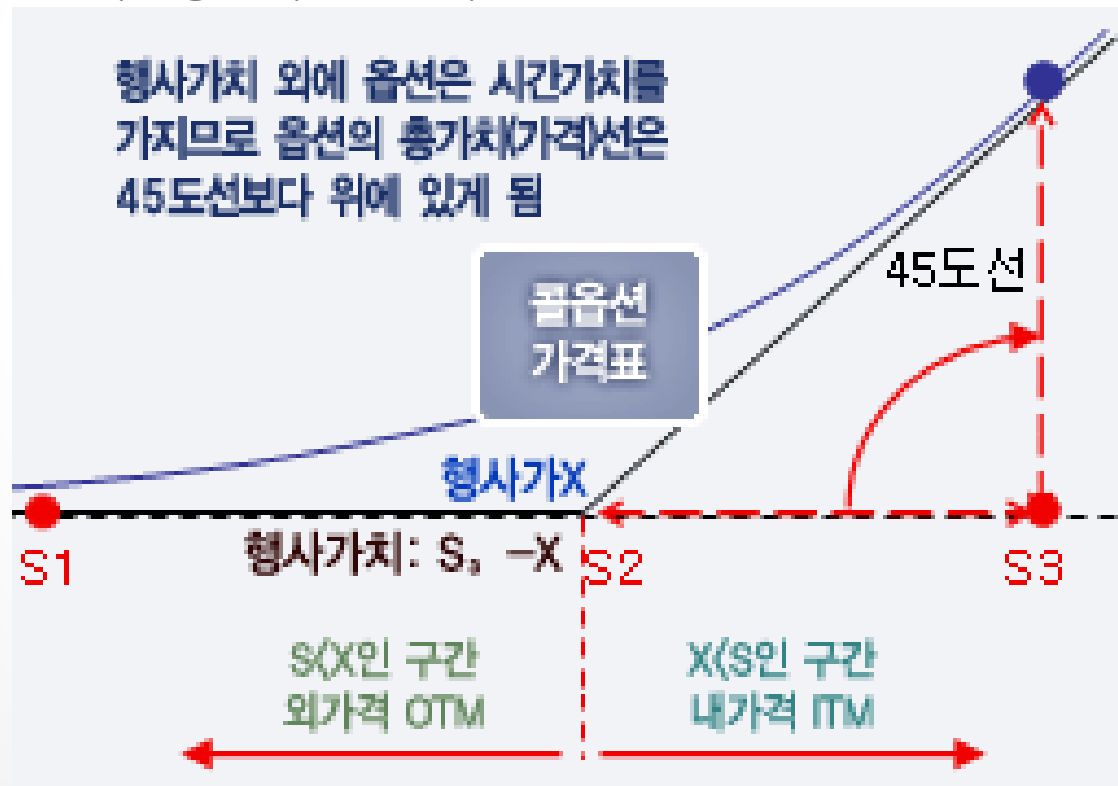 행사가치 외에 옵션은 시간가치를
가지므로 옵션의 총가치(가격)선은
45도선보다 위에 있게 됨
콜옵션
가격표
45도선
행사가X
행사가치: S₃ -X
S1
S2
S3
S<X인 구간
외가격 OTM
X<S인 구간
내가격 ITM